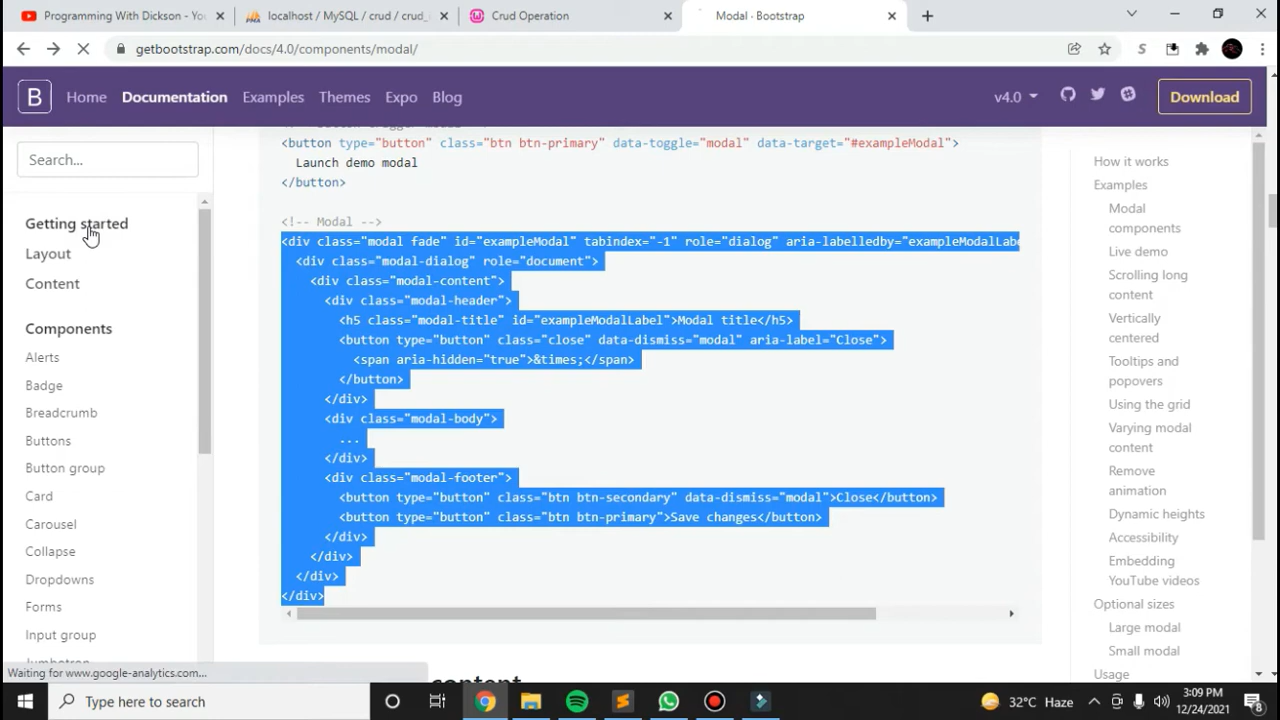 Programming With Dickson - You
localhost / MySQL / crud / crud_
Crud Operation
Modal · Bootstrap
getbootstrap.com/docs/4.0/components/modal/
B Home Documentation Examples Themes Expo Blog v4.0 Download
Search...
Getting started
Layout
Content
Components
Alerts
Badge
Breadcrumb
Buttons
Button group
Card
Carousel
Collapse
Dropdowns
Forms
Input group
Jumbotron
<button type="button" class="btn btn-primary" data-toggle="modal" data-target="#exampleModal">
Launch demo modal
</button>
<!-- Modal -->
<div class="modal fade" id="exampleModal" tabindex="-1" role="dialog" aria-labelledby="exampleModalLabe
<div class="modal-dialog" role="document">
<div class="modal-content">
<div class="modal-header">
<h5 class="modal-title" id="exampleModalLabel">Modal title</h5>
<button type="button" class="close" data-dismiss="modal" aria-label="Close">
<span aria-hidden="true">&times;</span>
</button>
</div>
<div class="modal-body">
...
</div>
<div class="modal-footer">
<button type="button" class="btn btn-secondary" data-dismiss="modal">Close</button>
<button type="button" class="btn btn-primary">Save changes</button>
</div>
</div>
</div>
</div>
content
How it works
Examples
Modal
components
Live demo
Scrolling long
content
Vertically
centered
Tooltips and
popovers
Using the grid
Varying modal
content
Remove
animation
Dynamic heights
Accessibility
Embedding
YouTube videos
Optional sizes
Large modal
Small modal
Usage
Waiting for www.google-analytics.com...
Type here to search
32°C Haze
3:09 PM
12/24/2021
8